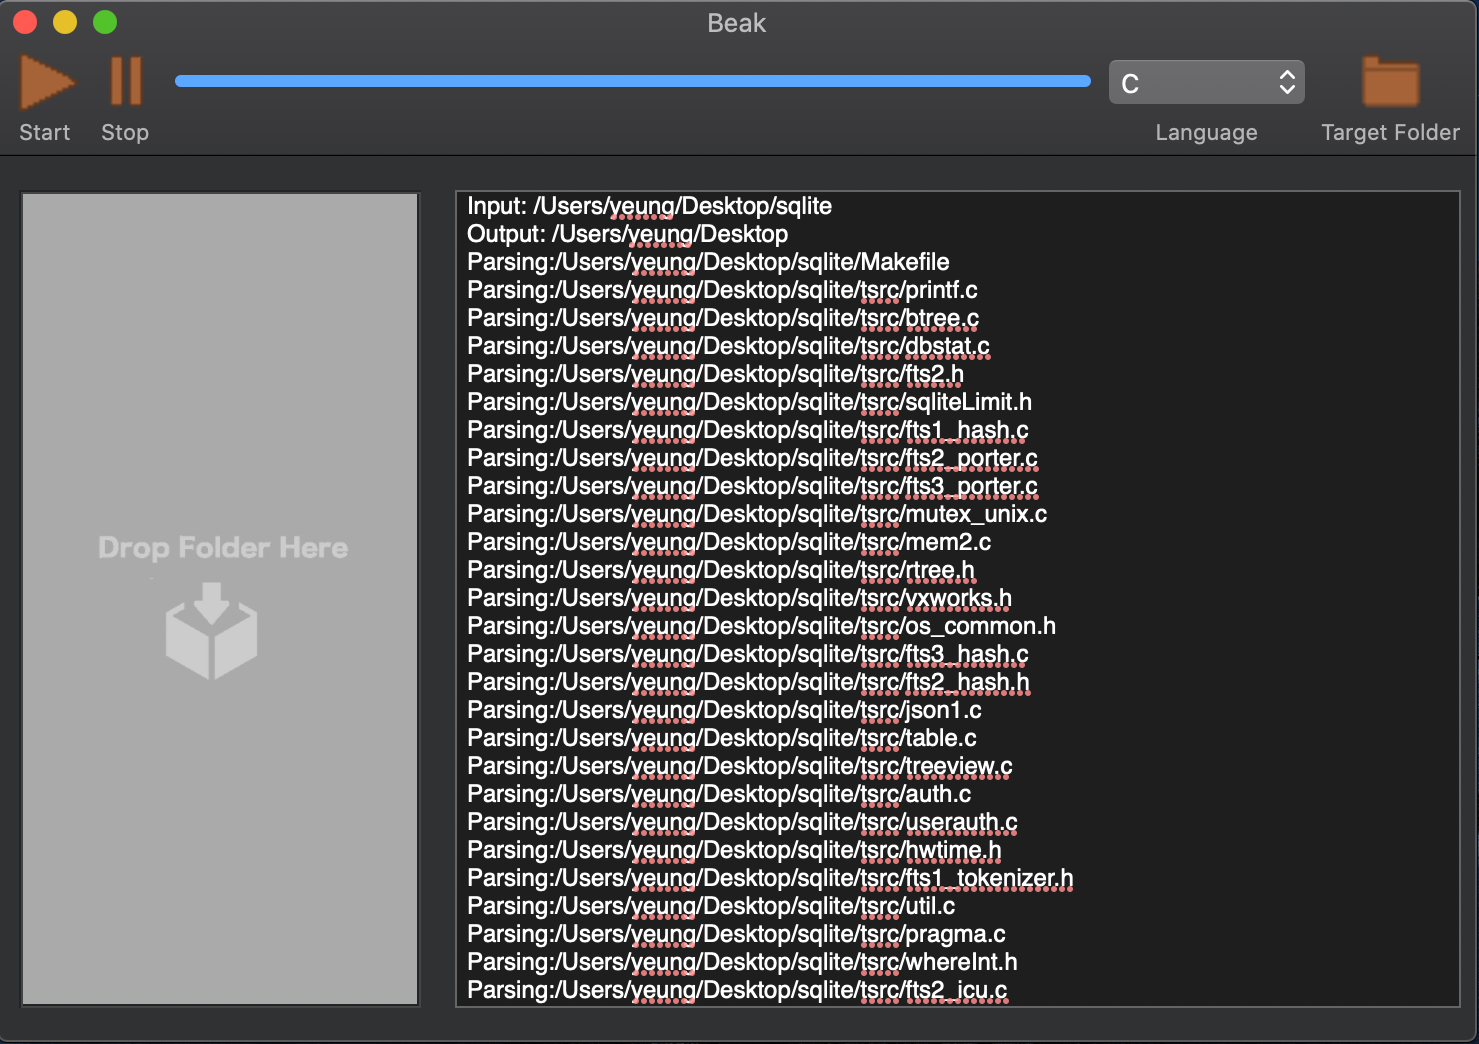 Beak
Start
Stop
C
Language
Target Folder
Drop Folder Here
Input: /Users/yeung/Desktop/sqlite
Output: /Users/yeung/Desktop
Parsing:/Users/yeung/Desktop/sqlite/Makefile
Parsing:/Users/yeung/Desktop/sqlite/tsrc/printf.c
Parsing:/Users/yeung/Desktop/sqlite/tsrc/btree.c
Parsing:/Users/yeung/Desktop/sqlite/tsrc/dbstat.c
Parsing:/Users/yeung/Desktop/sqlite/tsrc/fts2.h
Parsing:/Users/yeung/Desktop/sqlite/tsrc/sqliteLimit.h
Parsing:/Users/yeung/Desktop/sqlite/tsrc/fts1_hash.c
Parsing:/Users/yeung/Desktop/sqlite/tsrc/fts2_porter.c
Parsing:/Users/yeung/Desktop/sqlite/tsrc/fts3_porter.c
Parsing:/Users/yeung/Desktop/sqlite/tsrc/mutex_unix.c
Parsing:/Users/yeung/Desktop/sqlite/tsrc/mem2.c
Parsing:/Users/yeung/Desktop/sqlite/tsrc/rtree.h
Parsing:/Users/yeung/Desktop/sqlite/tsrc/vxworks.h
Parsing:/Users/yeung/Desktop/sqlite/tsrc/os_common.h
Parsing:/Users/yeung/Desktop/sqlite/tsrc/fts3_hash.c
Parsing:/Users/yeung/Desktop/sqlite/tsrc/fts2_hash.h
Parsing:/Users/yeung/Desktop/sqlite/tsrc/json1.c
Parsing:/Users/yeung/Desktop/sqlite/tsrc/table.c
Parsing:/Users/yeung/Desktop/sqlite/tsrc/treeview.c
Parsing:/Users/yeung/Desktop/sqlite/tsrc/auth.c
Parsing:/Users/yeung/Desktop/sqlite/tsrc/userauth.c
Parsing:/Users/yeung/Desktop/sqlite/tsrc/hwtime.h
Parsing:/Users/yeung/Desktop/sqlite/tsrc/fts1_tokenizer.h
Parsing:/Users/yeung/Desktop/sqlite/tsrc/util.c
Parsing:/Users/yeung/Desktop/sqlite/tsrc/pragma.c
Parsing:/Users/yeung/Desktop/sqlite/tsrc/whereInt.h
Parsing:/Users/yeung/Desktop/sqlite/tsrc/fts2_icu.c